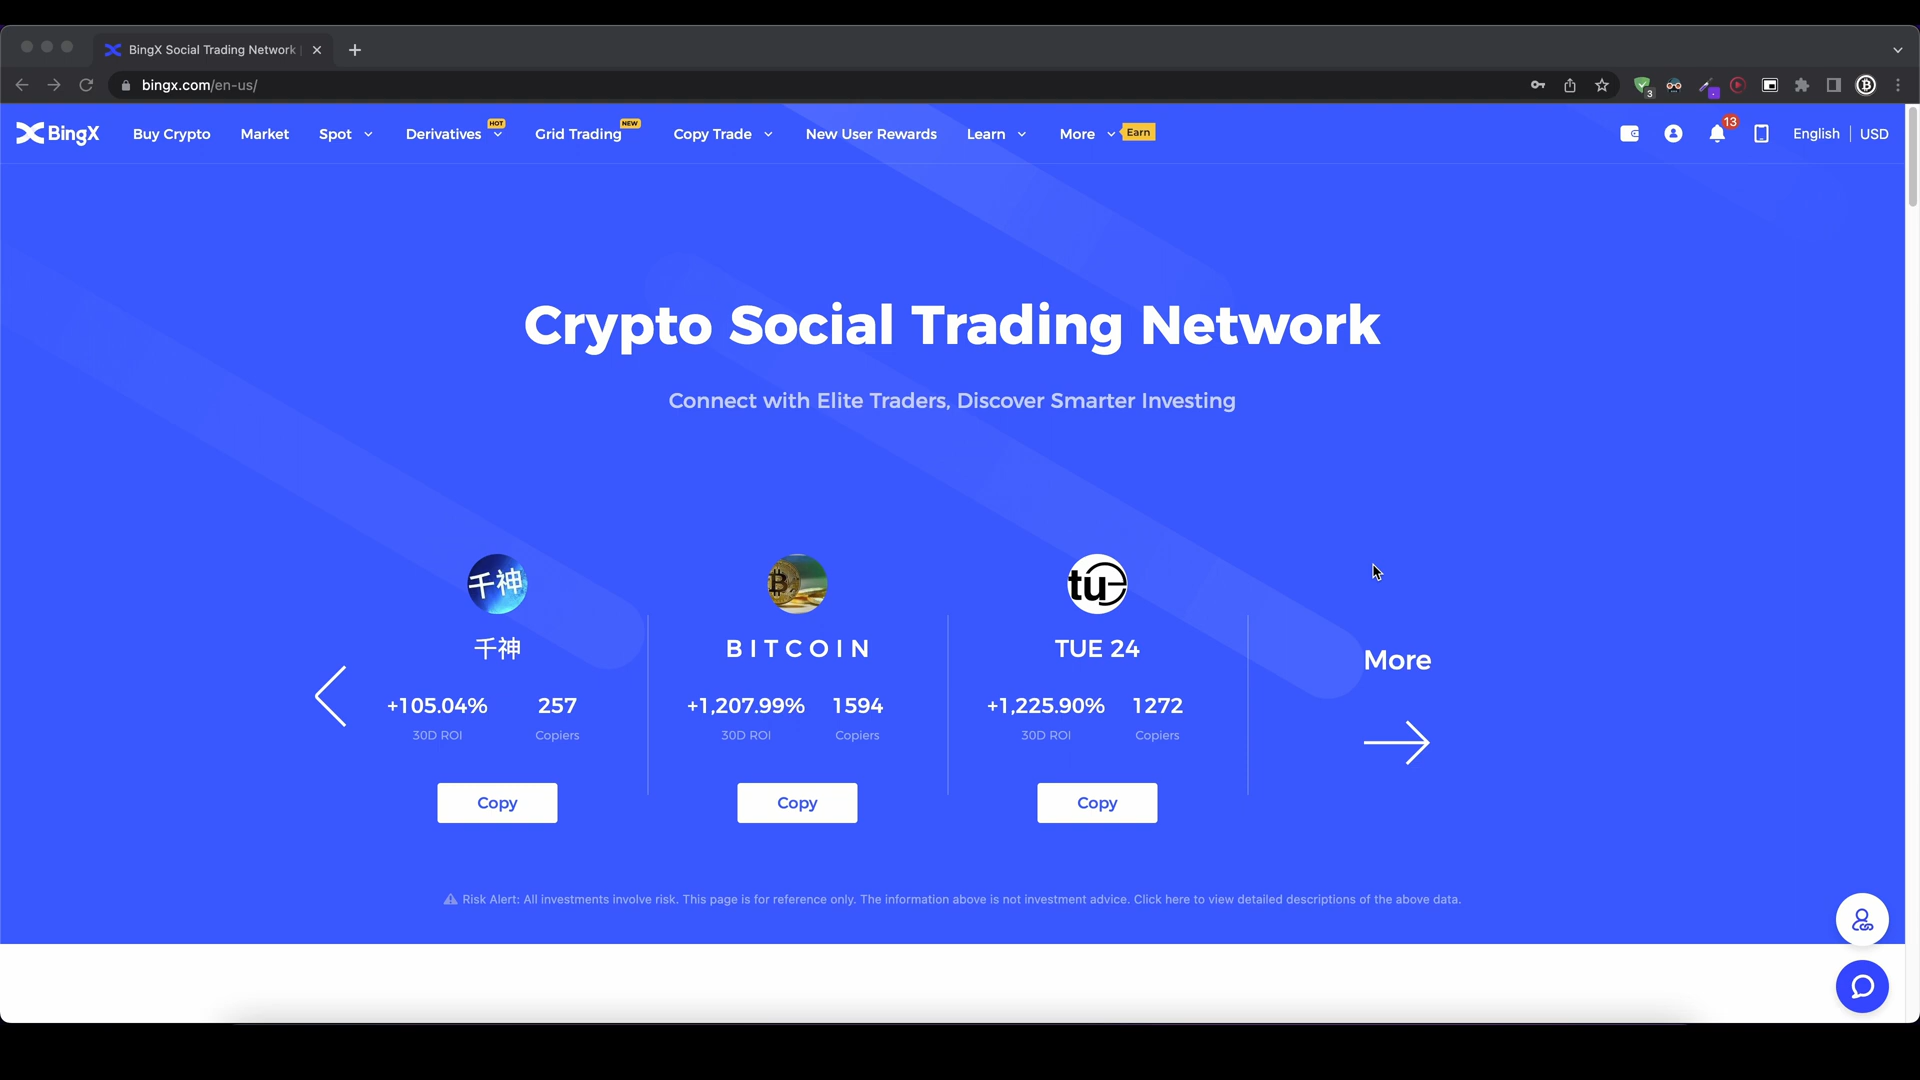 BingX Social Trading Network |
bingx.com/en-us/
3
BingX
Buy Crypto
Market
Spot
Derivatives
HOT
Grid Trading
NEW
Copy Trade
New User Rewards
Learn
More
Earn
13
English
USD
Crypto Social Trading Network
Connect with Elite Traders, Discover Smarter Investing
千神
tue
千神
BITCOIN
TUE 24
More
+105.04%
257
+1,207.99%
1594
+1,225.90%
1272
30D ROI
Copiers
30D ROI
Copiers
30D ROI
Copiers
Copy
Copy
Copy
Risk Alert: All investments involve risk. This page is for reference only. The information above is not investment advice. Click here to view detailed descriptions of the above data.